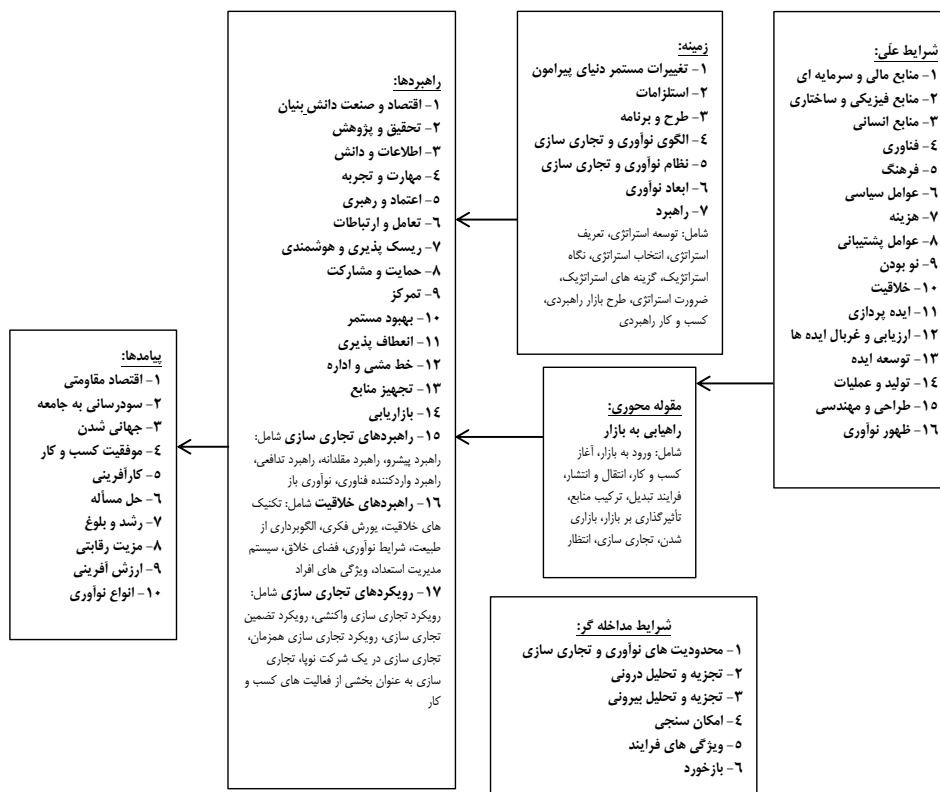 شرایط علّی:
۱- منابع مالی و سرمایه ای
۲- منابع فیزیکی و ساختاری
۳- منابع انسانی
۴- فناوری
۵- فرهنگ
۶- عوامل سیاسی
۷- هزینه
۸- عوامل پشتیبانی
۹- نو بودن
۱۰- خلاقیت
۱۱- ایده پردازی
۱۲- ارزیابی و غربال ایده ها
۱۳- توسعه ایده
۱۴- تولید و عملیات
۱۵- طراحی و مهندسی
۱۶- ظهور نوآوری
زمینه:
۱- تغییرات مستمر دنیای پیرامون
۲- استلزامات
۳- طرح و برنامه
۴- الگوی نوآوری و تجاری سازی
۵- نظام نوآوری و تجاری سازی
۶- ابعاد نوآوری
۷- راهبرد
شامل: توسعه استراتژی، تعریف
استراتژی، انتخاب استراتژی، نگاه
استراتژیک، گزینه های استراتژیک،
ضرورت استراتژی، طرح بازار راهبردی،
کسب و کار راهبردی
مقوله محوری:
راهیابی به بازار
شامل: ورود به بازار، آغاز
کسب و کار، انتقال و انتشار،
فرایند تبدیل، ترکیب منابع،
تأثیرگذاری بر بازار، بازاری
شدن، تجاری سازی، انتظار
شرایط مداخله گر:
۱- محدودیت های نوآوری و تجاری سازی
۲- تجزیه و تحلیل درونی
۳- تجزیه و تحلیل بیرونی
۴- امکان سنجی
۵- ویژگی های فرایند
۶- بازخورد
راهبردها:
۱- اقتصاد و صنعت دانش بنیان
۲- تحقیق و پژوهش
۳- اطلاعات و دانش
۴- مهارت و تجربه
۵- اعتماد و رهبری
۶- تعامل و ارتباطات
۷- ریسک پذیری و هوشمندی
۸- حمایت و مشارکت
۹- تمرکز
۱۰- بهبود مستمر
۱۱- انعطاف پذیری
۱۲- خط مشی و اداره
۱۳- تجهیز منابع
۱۴- بازاریابی
۱۵- راهبردهای تجاری سازی شامل:
راهبرد پیشرو، راهبرد مقلدانه، راهبرد تدافعی،
راهبرد واردکننده فناوری، نوآوری باز
۱۶- راهبردهای خلاقیت شامل: تکنیک
های خلاقیت، یورش فکری، الگوبرداری از
طبیعت، شرایط نوآوری، فضای خلاق، سیستم
مدیریت استعداد، ویژگی های افراد
۱۷- رویکردهای تجاری سازی شامل:
رویکرد تجاری سازی واکنشی، رویکرد تضمین
تجاری سازی، رویکرد تجاری سازی همزمان،
تجاری سازی در یک شرکت نوپا، تجاری
سازی به عنوان بخشی از فعالیت های کسب و
کار
پیامدها:
۱- اقتصاد مقاومتی
۲- سودرسانی به جامعه
۳- جهانی شدن
۴- موفقیت کسب و کار
۵- کارآفرینی
۶- حل مسأله
۷- رشد و بلوغ
۸- مزیت رقابتی
۹- ارزش آفرینی
۱۰- انواع نوآوری